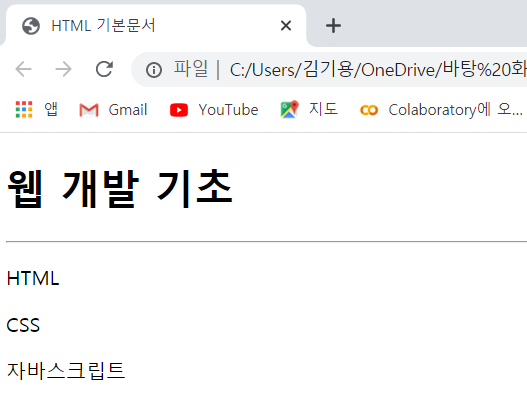 HTML 기본문서
파일 | C:/Users/김기용/OneDrive/바탕%20화
앱 Gmail YouTube 지도 Colaboratory에 오...
웹 개발 기초
HTML
CSS
자바스크립트